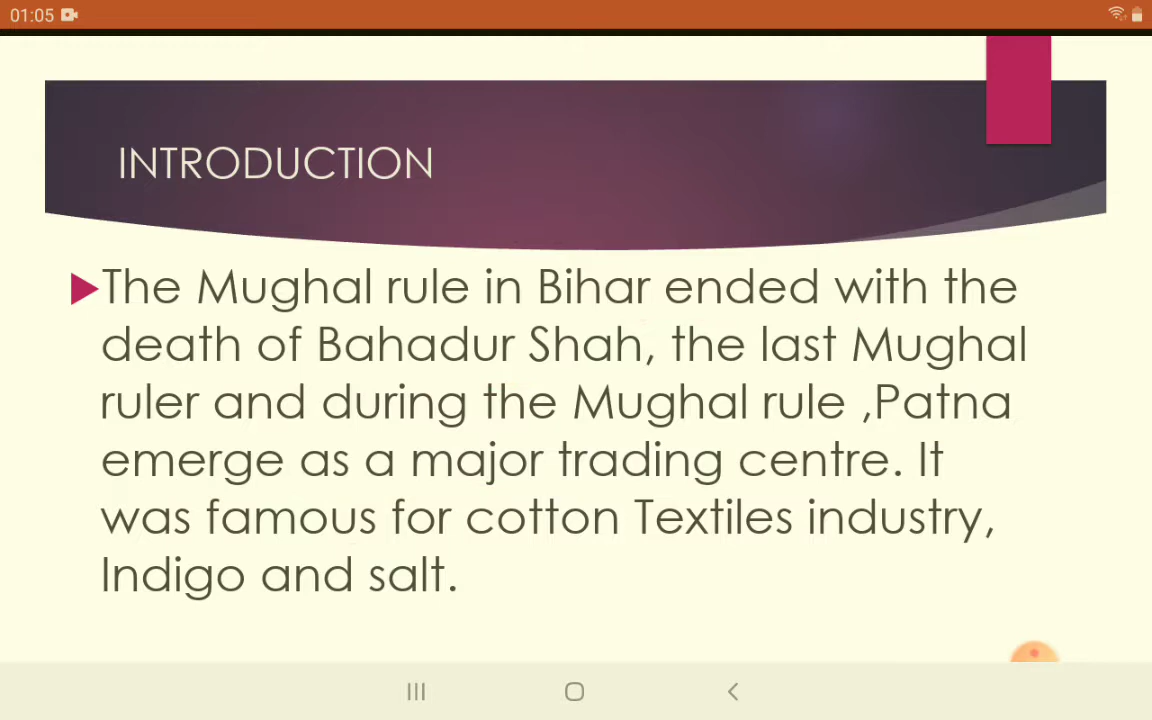 01:05
INTRODUCTION
The Mughal rule in Bihar ended with the
death of Bahadur Shah, the last Mughal
ruler and during the Mughal rule ,Patna
emerge as a major trading centre. It
was famous for cotton Textiles industry,
Indigo and salt.